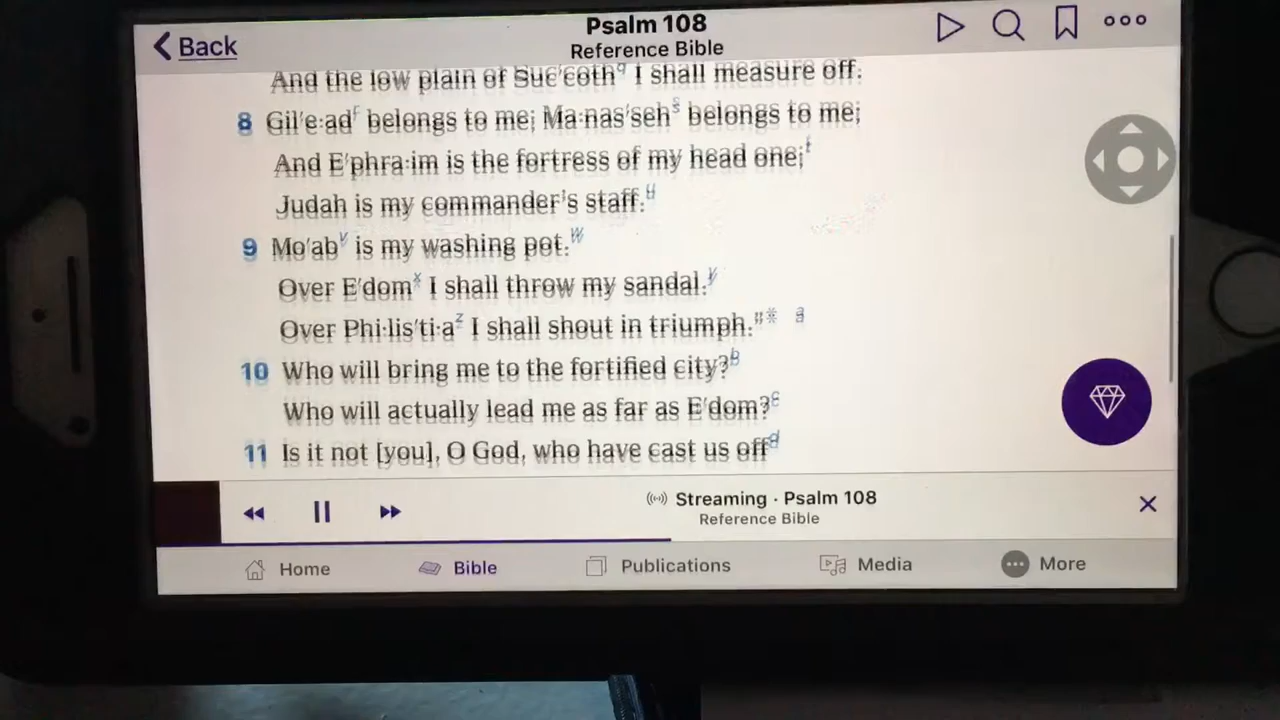 Back
Psalm 108
Reference Bible
And the low plain of Suc′coth^q I shall measure off.
8 Gil′e·ad^r belongs to me; Ma·nas′seh^s belongs to me;
And E′phra·im is the fortress of my head one;^t
Judah is my commander's staff.^u
9 Mo′ab^v is my washing pot.^w
Over E′dom^x I shall throw my sandal.^y
Over Phi·lis′ti·a^z I shall shout in triumph."* a
10 Who will bring me to the fortified city?^b
Who will actually lead me as far as E′dom?^c
11 Is it not [you], O God, who have cast us off^d
Streaming · Psalm 108
Reference Bible
Home Bible Publications Media More